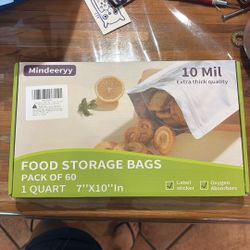 Mindeeryy
10 Mil
Extra thick quality
FOOD STORAGE BAGS
PACK OF 60
1 QUART 7"X10"in
Label sticker
Oxygen Absorbers